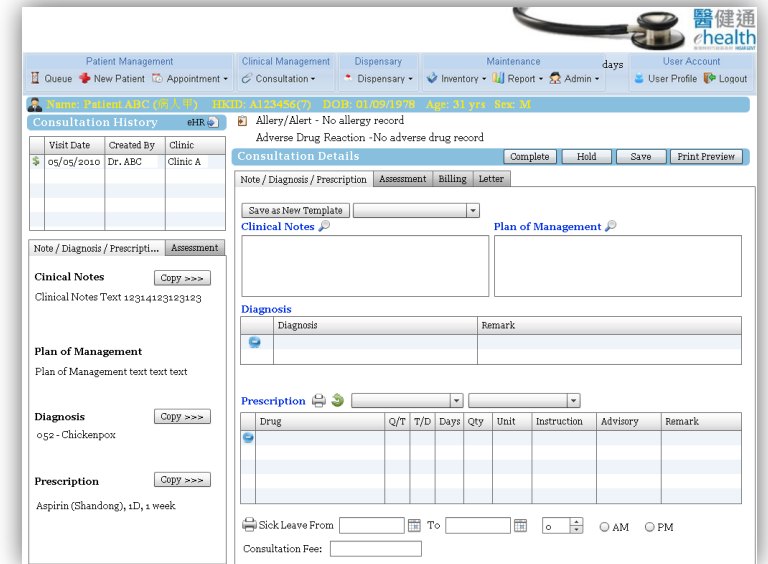 醫健通
ehealth
Patient Management
Clinical Management
Dispensary
Maintenance
days
User Account
Queue
New Patient
Appointment
Consultation
Dispensary
Inventory
Report
Admin
User Profile
Logout
Name: Patient ABC (病人甲) HKID: A123456(7) DOB: 01/09/1978 Age: 31 yrs Sex: M
Consultation History
eHR
Visit Date
Created By
Clinic
$ 05/05/2010
Dr. ABC
Clinic A
Note / Diagnosis / Prescripti...
Assessment
Cinical Notes
Copy >>>
Clinical Notes Text 12314123123123
Plan of Management
Plan of Management text text text
Diagnosis
Copy >>>
052 - Chickenpox
Prescription
Copy >>>
Aspirin (Shandong), 1D, 1 week
Allery/Alert - No allergy record
Adverse Drug Reaction -No adverse drug record
Consultation Details
Complete
Hold
Save
Print Preview
Note / Diagnosis / Prescription
Assessment
Billing
Letter
Save as New Template
Clinical Notes
Plan of Management
Diagnosis
Diagnosis
Remark
Prescription
Drug
Q/T
T/D
Days
Qty
Unit
Instruction
Advisory
Remark
Sick Leave From
To
0
AM
PM
Consultation Fee: